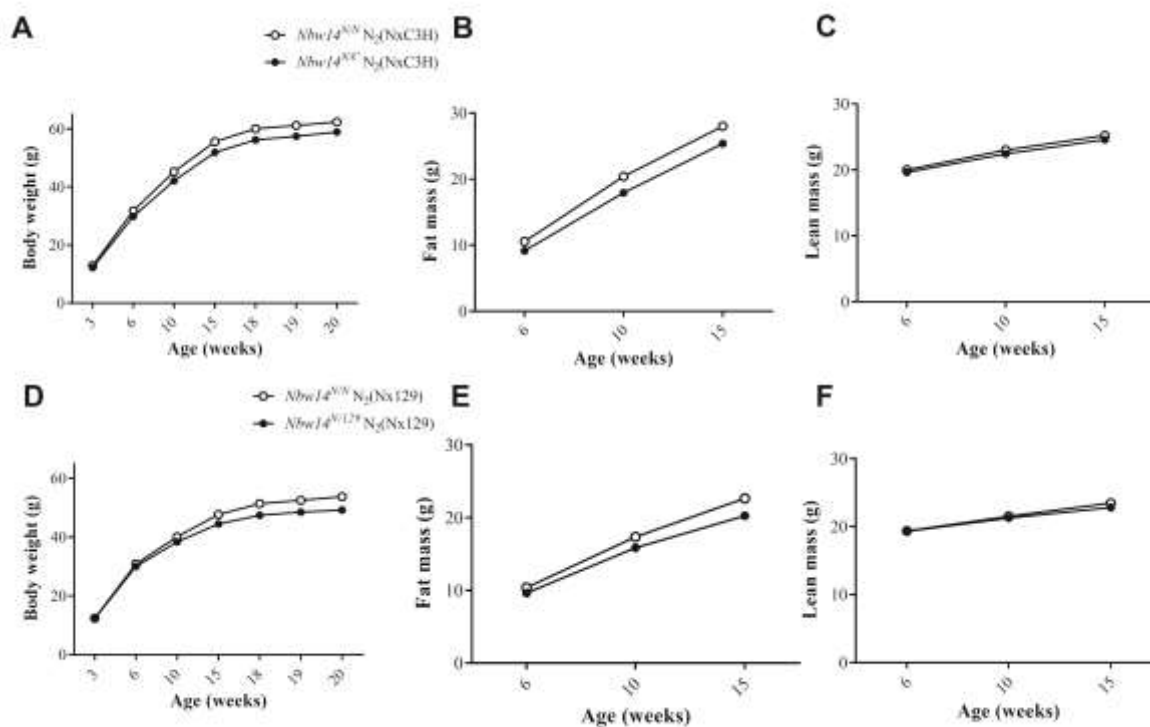 A
Nbw14N/N N2(NxC3H)
Nbw14N/C N2(NxC3H)
Body weight (g)
60
40
20
0
3 6 10 15 18 19 20
Age (weeks)
B
Fat mass (g)
30
20
10
0
6 10 15
Age (weeks)
C
Lean mass (g)
30
20
10
0
6 10 15
Age (weeks)
D
Nbw14N/N N2(Nx129)
Nbw14N/129 N2(Nx129)
Body weight (g)
60
40
20
0
3 6 10 15 18 19 20
Age (weeks)
E
Fat mass (g)
30
20
10
0
6 10 15
Age (weeks)
F
Lean mass (g)
30
20
10
0
6 10 15
Age (weeks)